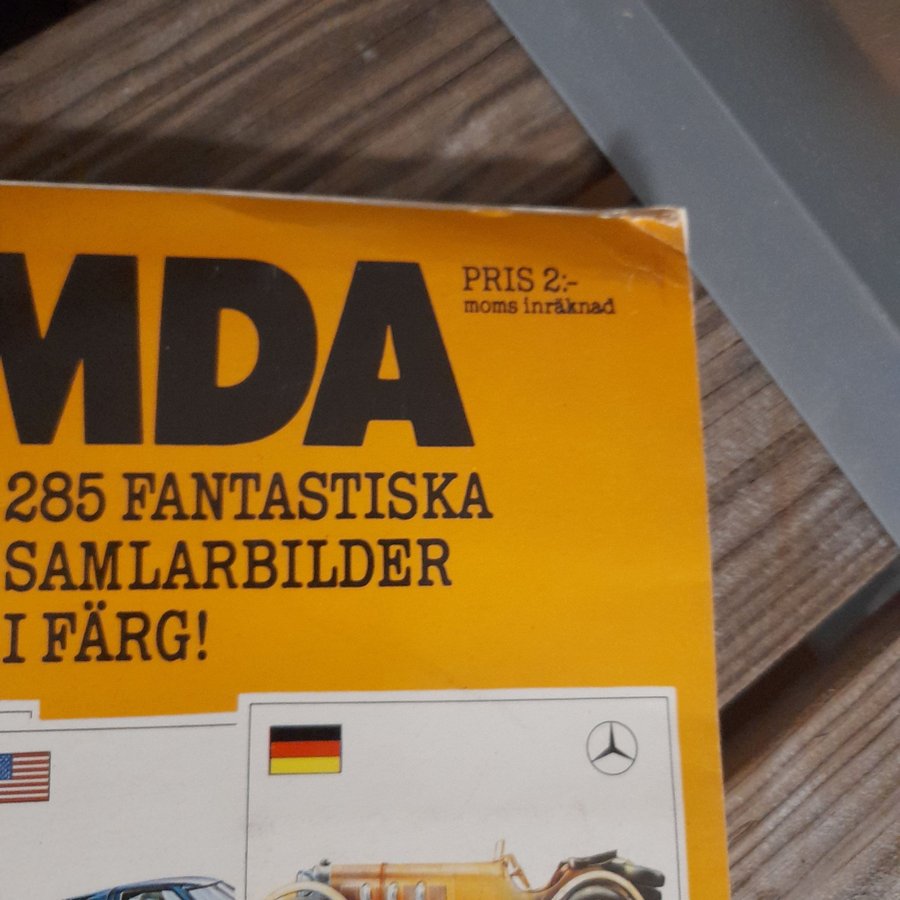 MDA
PRIS 2:-
moms inräknad
285 FANTASTISKA
SAMLARBILDER
I FÄRG!